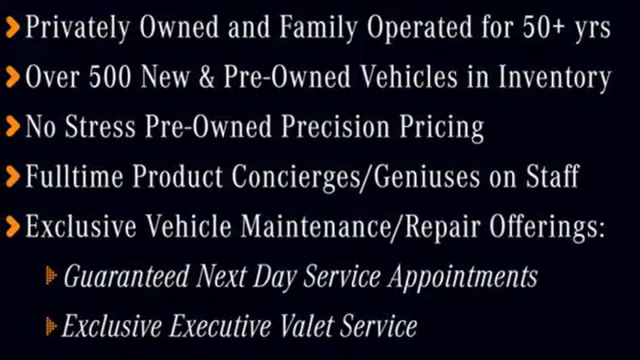 Privately Owned and Family Operated for 50+ yrs
Over 500 New & Pre-Owned Vehicles in Inventory
No Stress Pre-Owned Precision Pricing
Fulltime Product Concierges/Geniuses on Staff
Exclusive Vehicle Maintenance/Repair Offerings:
Guaranteed Next Day Service Appointments
Exclusive Executive Valet Service